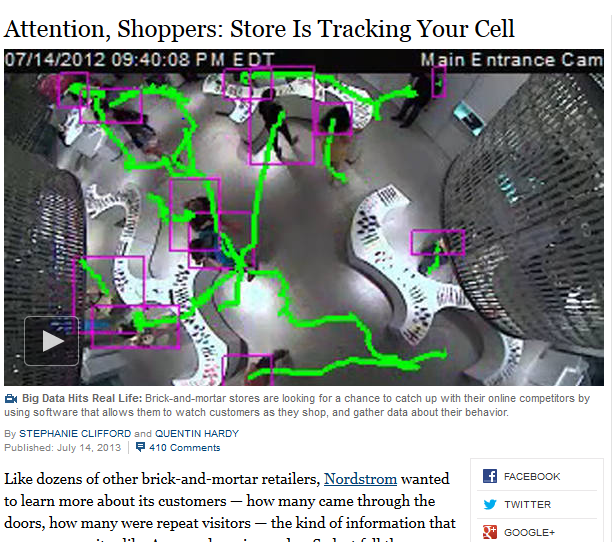 Attention, Shoppers: Store Is Tracking Your Cell
07/14/2012 09:40:08 PM EDT Main Entrance Cam
Big Data Hits Real Life: Brick-and-mortar stores are looking for a chance to catch up with their online competitors by
using software that allows them to watch customers as they shop, and gather data about their behavior.
By STEPHANIE CLIFFORD and QUENTIN HARDY
Published: July 14, 2013 410 Comments
Like dozens of other brick-and-mortar retailers, Nordstrom wanted
to learn more about its customers — how many came through the
doors, how many were repeat visitors — the kind of information that
FACEBOOK
TWITTER
GOOGLE+